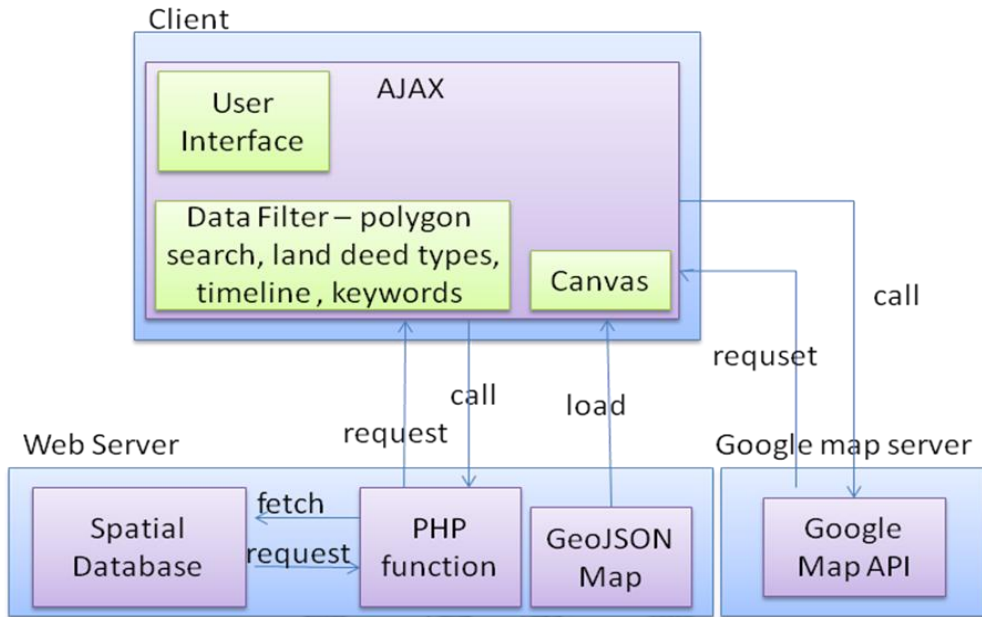 Client
AJAX
User
Interface
Data Filter – polygon
search, land deed types,
timeline , keywords
Canvas
call
requset
call
load
request
Web Server
Google map server
fetch
request
Spatial
Database
PHP
function
GeoJSON
Map
Google
Map API